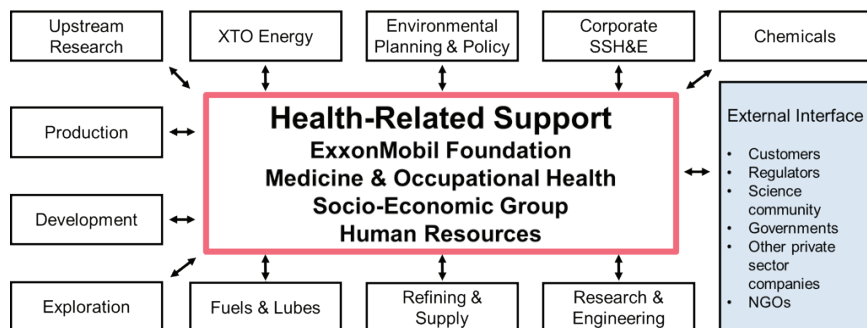 Upstream
Research
XTO Energy
Environmental
Planning & Policy
Corporate
SSH&E
Chemicals
Production
Development
Exploration
Health-Related Support
ExxonMobil Foundation
Medicine & Occupational Health
Socio-Economic Group
Human Resources
External Interface
• Customers
• Regulators
• Science
community
• Governments
• Other private
sector
companies
• NGOs
Fuels & Lubes
Refining &
Supply
Research &
Engineering